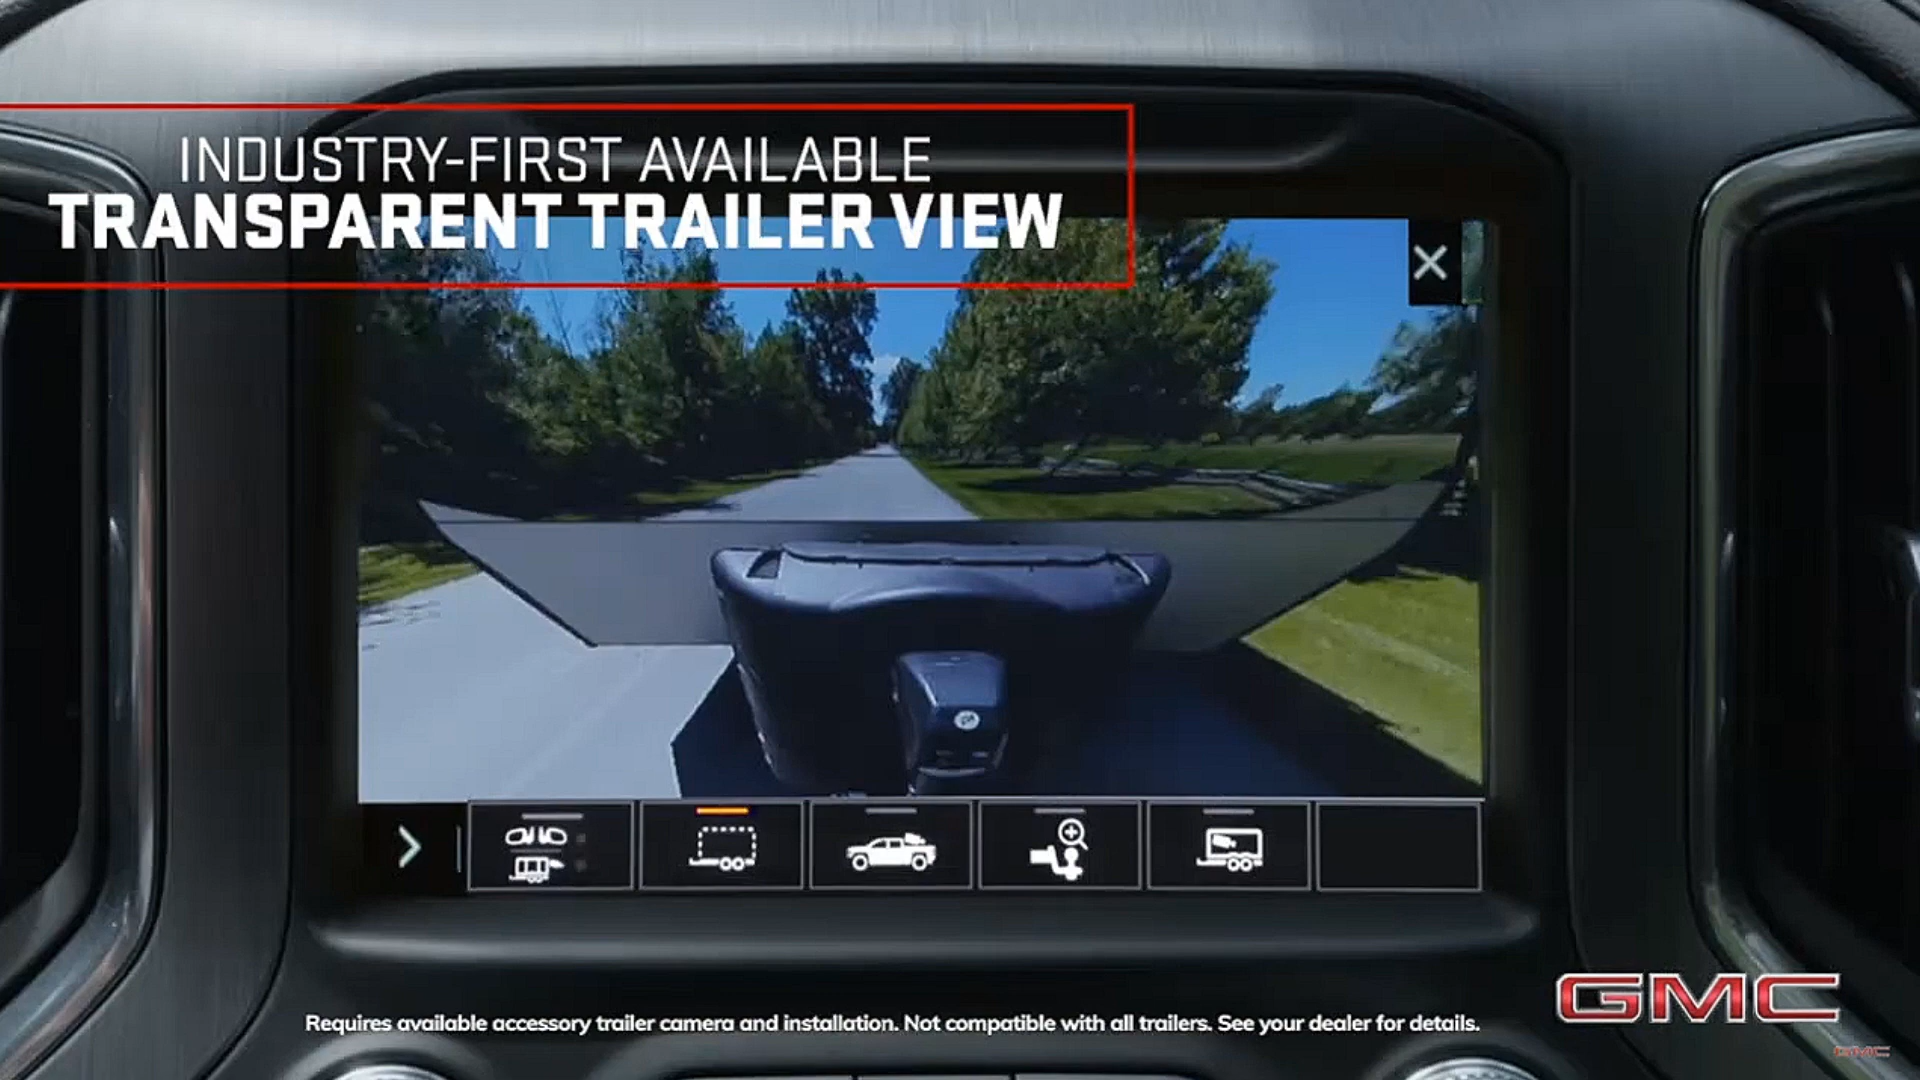 INDUSTRY-FIRST AVAILABLE
TRANSPARENT TRAILER VIEW
Requires available accessory trailer camera and installation. Not compatible with all trailers. See your dealer for details.
GMC
GMC